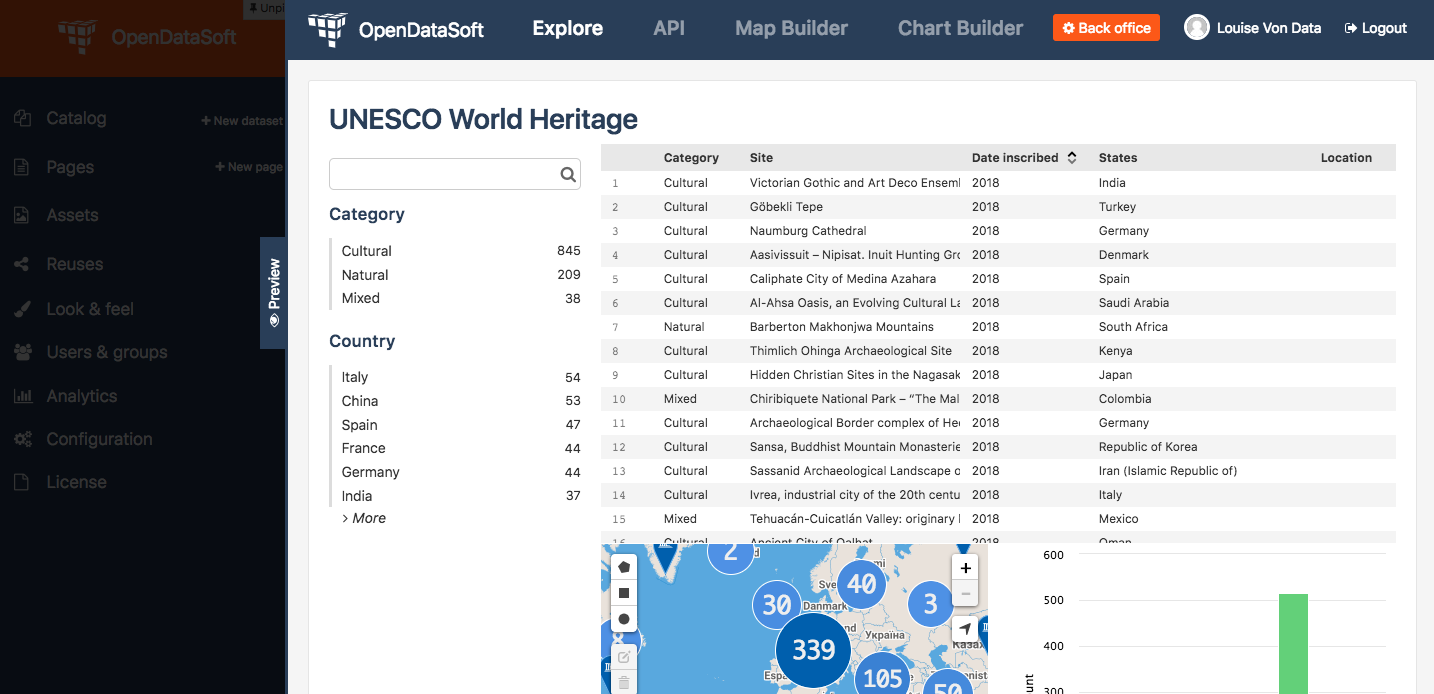 Unpi
OpenDataSoft
Catalog
+ New dataset
Pages
+ New page
Assets
Reuses
Look & feel
Users & groups
Analytics
Configuration
License
Preview
OpenDataSoft Explore API Map Builder Chart Builder Back office Louise Von Data Logout
UNESCO World Heritage
Category
Cultural 845
Natural 209
Mixed 38
Country
Italy 54
China 53
Spain 47
France 44
Germany 44
India 37
> More
Category Site Date inscribed States Location
1 Cultural Victorian Gothic and Art Deco Ensem 2018 India
2 Cultural Göbekli Tepe 2018 Turkey
3 Cultural Naumburg Cathedral 2018 Germany
4 Cultural Aasivissuit – Nipisat. Inuit Hunting Gro 2018 Denmark
5 Cultural Caliphate City of Medina Azahara 2018 Spain
6 Cultural Al-Ahsa Oasis, an Evolving Cultural La 2018 Saudi Arabia
7 Natural Barberton Makhonjwa Mountains 2018 South Africa
8 Cultural Thimlich Ohinga Archaeological Site 2018 Kenya
9 Cultural Hidden Christian Sites in the Nagasak 2018 Japan
10 Mixed Chiribiquete National Park – “The Mal 2018 Colombia
11 Cultural Archaeological Border complex of Hed 2018 Germany
12 Cultural Sansa, Buddhist Mountain Monasterie 2018 Republic of Korea
13 Cultural Sassanid Archaeological Landscape o 2018 Iran (Islamic Republic of)
14 Cultural Ivrea, industrial city of the 20th centu 2018 Italy
15 Mixed Tehuacán-Cuicatlán Valley: originary 2018 Mexico
16 Cultural Ancient City of Qalhat 2018 Oman
2
40
30
Danmark
3
339
Україна
8
105
50
+
−
600
500
400
300